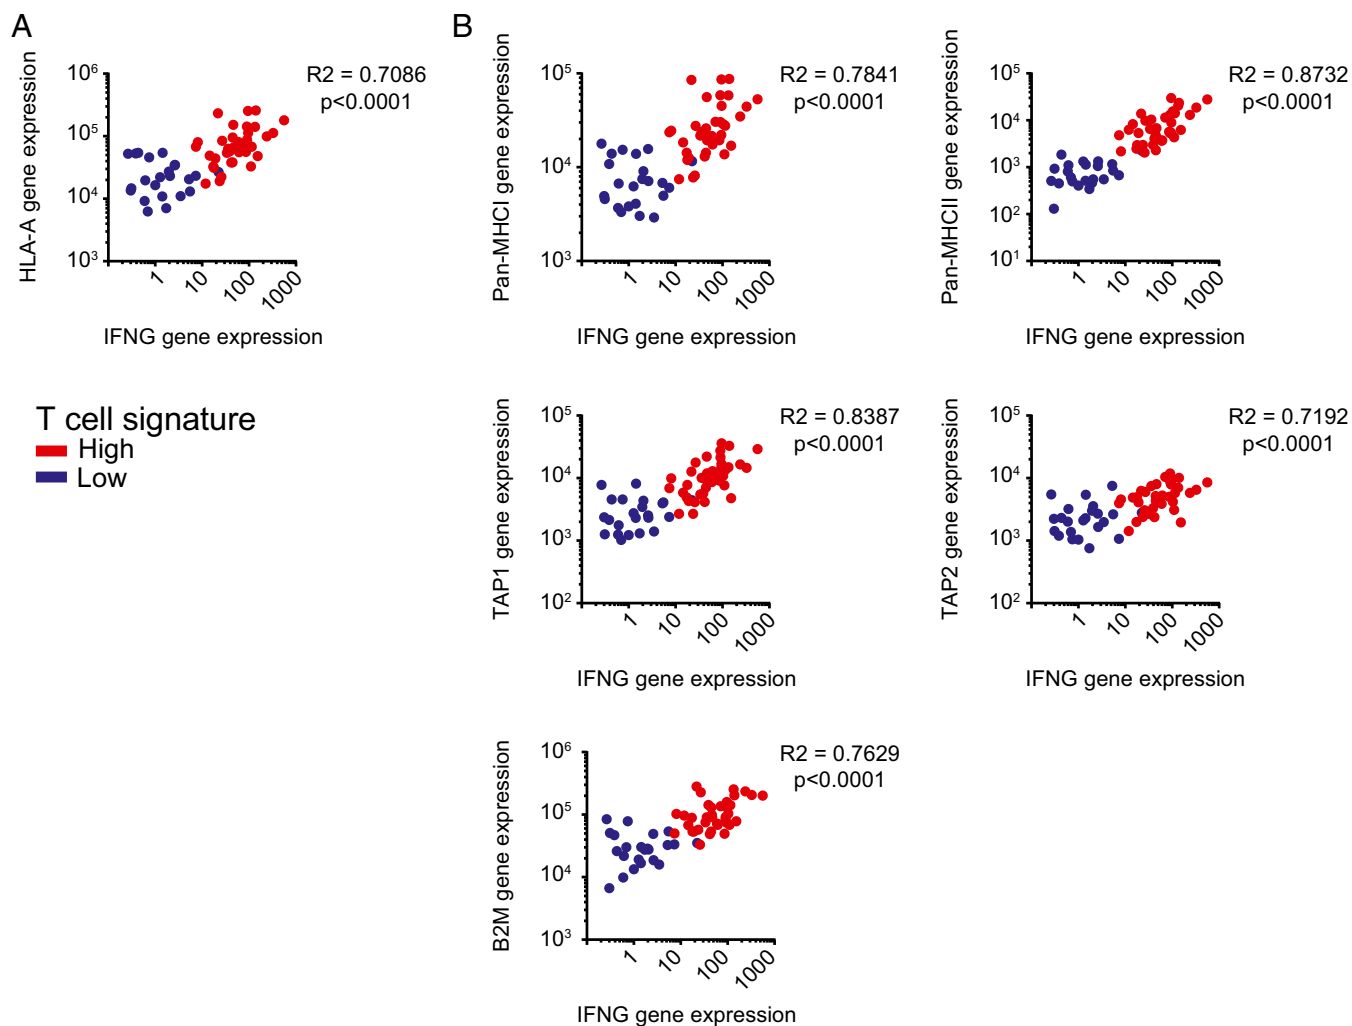 A
HLA-A gene expression
10⁶
10⁵
10⁴
10³
R2 = 0.7086
p<0.0001
1
10
100
1000
IFNG gene expression
B
Pan-MHCI gene expression
10⁵
10⁴
10³
R2 = 0.7841
p<0.0001
1
10
100
1000
IFNG gene expression
Pan-MHCII gene expression
10⁵
10⁴
10³
10²
10¹
R2 = 0.8732
p<0.0001
1
10
100
1000
IFNG gene expression
T cell signature
High
Low
TAP1 gene expression
10⁵
10⁴
10³
10²
R2 = 0.8387
p<0.0001
1
10
100
1000
IFNG gene expression
TAP2 gene expression
10⁵
10⁴
10³
10²
R2 = 0.7192
p<0.0001
1
10
100
1000
IFNG gene expression
B2M gene expression
10⁶
10⁵
10⁴
10³
R2 = 0.7629
p<0.0001
1
10
100
1000
IFNG gene expression